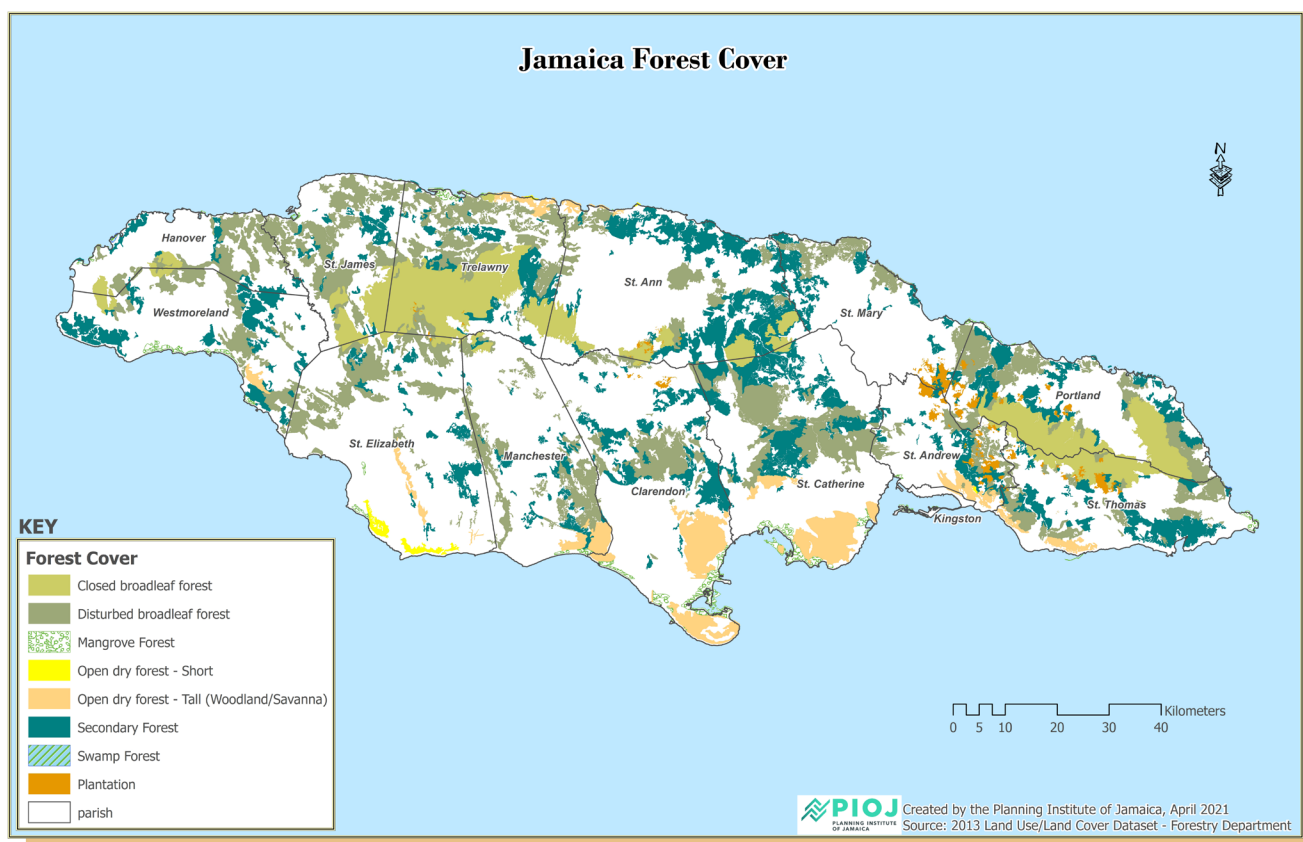 Jamaica Forest Cover
N
Hanover
St. James
Trelawny
St. Ann
Westmoreland
St. Mary
Portland
St. Elizabeth
Manchester
St. Andrew
Clarendon
St. Catherine
St. Thomas
Kingston
KEY
Forest Cover
Closed broadleaf forest
Disturbed broadleaf forest
Mangrove Forest
Open dry forest - Short
Open dry forest - Tall (Woodland/Savanna)
Secondary Forest
Swamp Forest
Plantation
parish
Kilometers
0 5 10 20 30 40
PIOJ
PLANNING INSTITUTE
OF JAMAICA
Created by the Planning Institute of Jamaica, April 2021
Source: 2013 Land Use/Land Cover Dataset - Forestry Department